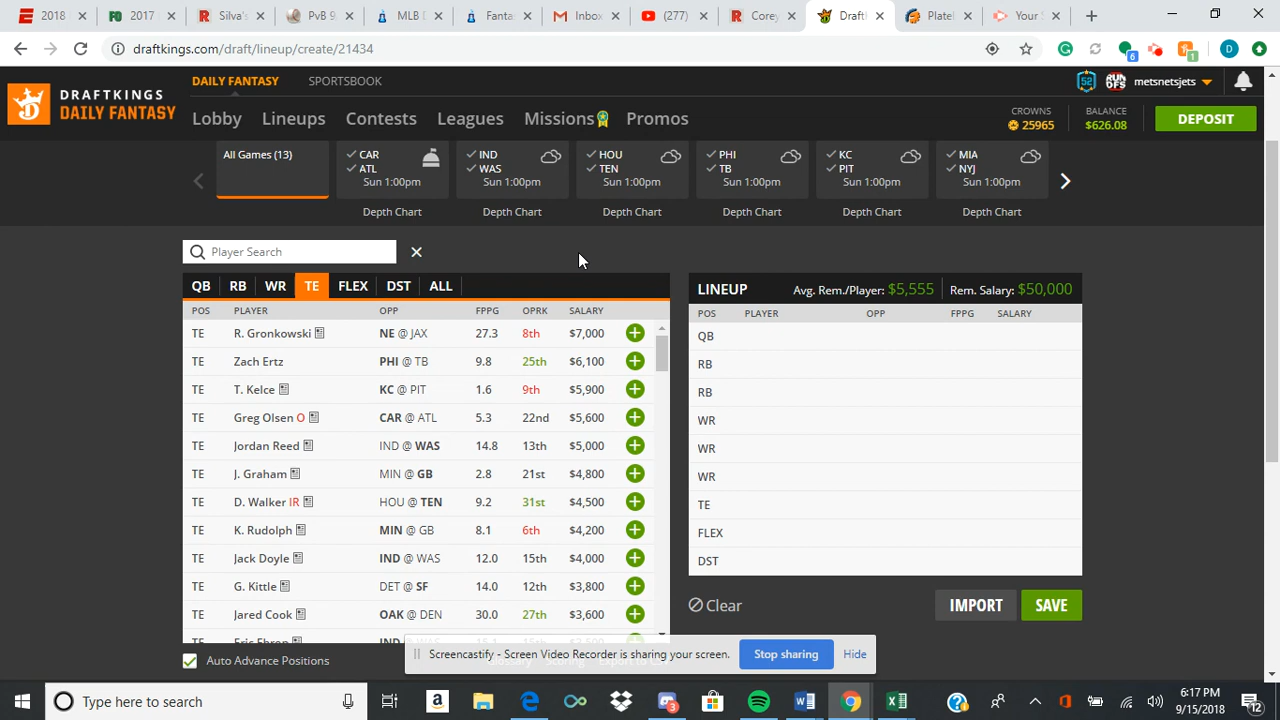 2018
2017
Silva's
PvB 9
MLB D
Fantas
Inbox
(277)
Corey
Draft
Plate
Your S
draftkings.com/draft/lineup/create/21434
D
6
1
DRAFTKINGS
DAILY FANTASY
DAILY FANTASY
SPORTSBOOK
52
metsnetsjets
Lobby
Lineups
Contests
Leagues
Missions
Promos
CROWNS
25965
BALANCE
$626.08
DEPOSIT
All Games (13)
CAR
ATL
Sun 1:00pm
IND
WAS
Sun 1:00pm
HOU
TEN
Sun 1:00pm
PHI
TB
Sun 1:00pm
KC
PIT
Sun 1:00pm
MIA
NYJ
Sun 1:00pm
Depth Chart Depth Chart Depth Chart Depth Chart Depth Chart Depth Chart
Player Search
QB RB WR TE FLEX DST ALL
POS PLAYER OPP FPPG OPRK SALARY
TE R. Gronkowski NE @ JAX 27.3 8th $7,000
TE Zach Ertz PHI @ TB 9.8 25th $6,100
TE T. Kelce KC @ PIT 1.6 9th $5,900
TE Greg Olsen O CAR @ ATL 5.3 22nd $5,600
TE Jordan Reed IND @ WAS 14.8 13th $5,000
TE J. Graham MIN @ GB 2.8 21st $4,800
TE D. Walker IR HOU @ TEN 9.2 31st $4,500
TE K. Rudolph MIN @ GB 8.1 6th $4,200
TE Jack Doyle IND @ WAS 12.0 15th $4,000
TE G. Kittle DET @ SF 14.0 12th $3,800
TE Jared Cook OAK @ DEN 30.0 27th $3,600
LINEUP Avg. Rem./Player: $5,555 Rem. Salary: $50,000
POS PLAYER OPP FPPG SALARY
QB
RB
RB
WR
WR
WR
TE
FLEX
DST
Clear
IMPORT
SAVE
Auto Advance Positions
Screencastify - Screen Video Recorder is sharing your screen.
Stop sharing
Hide
Type here to search
6:17 PM
9/15/2018
12